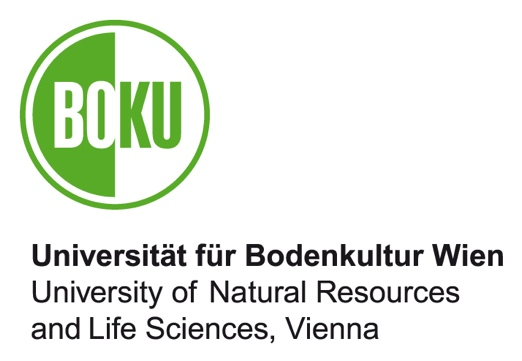 BOKU
Universität für Bodenkultur Wien
University of Natural Resources
and Life Sciences, Vienna